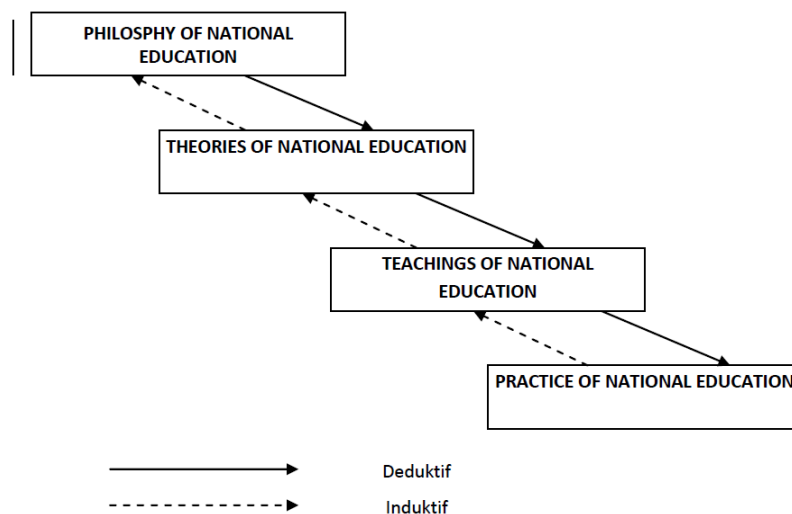 PHILOSPHY OF NATIONAL
EDUCATION
THEORIES OF NATIONAL EDUCATION
TEACHINGS OF NATIONAL
EDUCATION
PRACTICE OF NATIONAL EDUCATION
Deduktif
Induktif